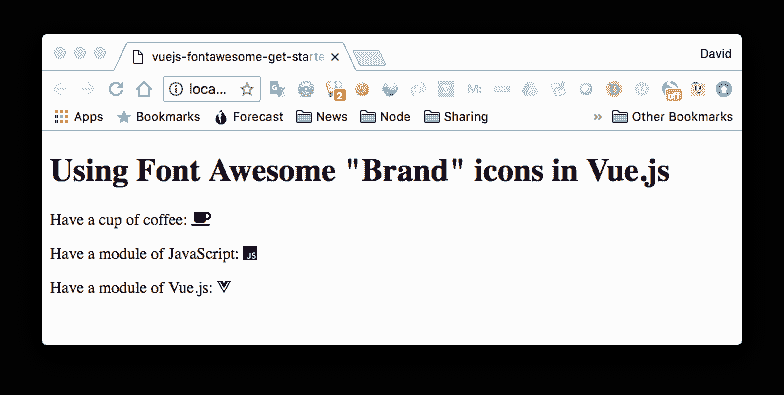 vuejs-fontawesome-get-starte
David
loca...
2
M:
Apps Bookmarks Forecast News Node Sharing » Other Bookmarks
Using Font Awesome "Brand" icons in Vue.js
Have a cup of coffee:
Have a module of JavaScript: JS
Have a module of Vue.js: